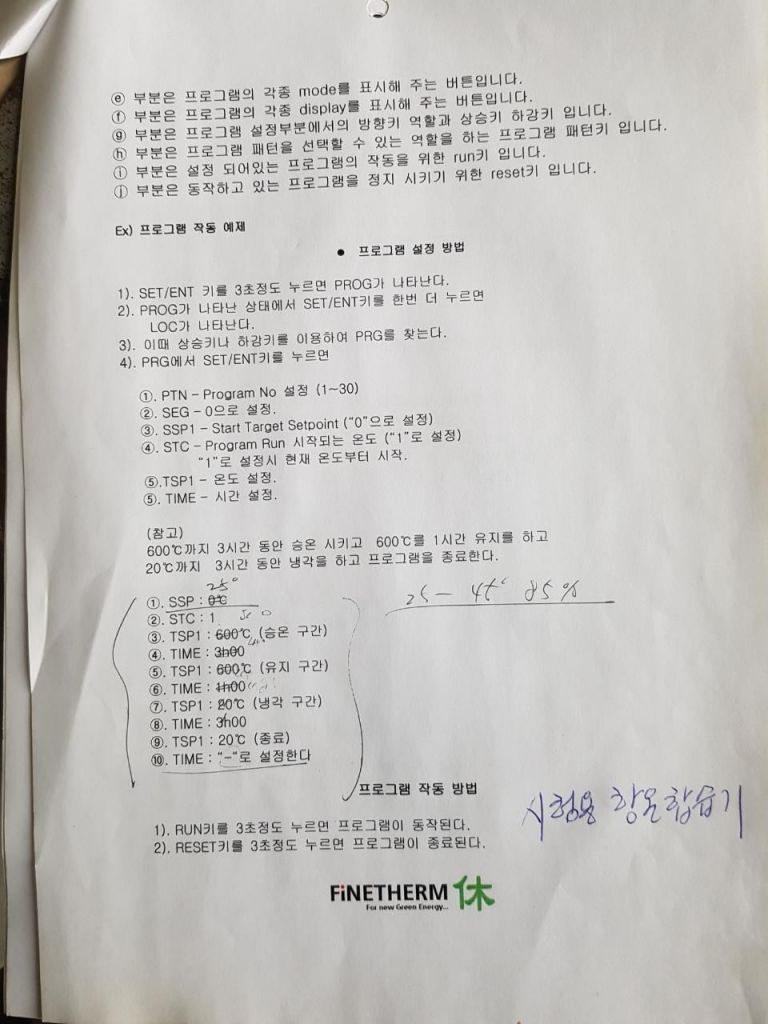 ⓔ 부분은 프로그램의 각종 mode를 표시해 주는 버튼입니다.
ⓕ 부분은 프로그램의 각종 display를 표시해 주는 버튼입니다.
ⓖ 부분은 프로그램 설정부분에서의 방향키 역할과 상승키 하강키 입니다.
ⓗ 부분은 프로그램 패턴을 선택할 수 있는 역할을 하는 프로그램 패턴키 입니다.
ⓘ 부분은 설정 되어있는 프로그램의 작동을 위한 run키 입니다.
ⓙ 부분은 동작하고 있는 프로그램을 정지 시키기 위한 reset키 입니다.
Ex) 프로그램 작동 예제
● 프로그램 설정 방법
1). SET/ENT 키를 3초정도 누르면 PROG가 나타난다.
2). PROG가 나타난 상태에서 SET/ENT키를 한번 더 누르면
LOC가 나타난다.
3). 이때 상승키나 하강키를 이용하여 PRG를 찾는다.
4). PRG에서 SET/ENT키를 누르면
①. PTN – Program No 설정 (1~30)
②. SEG – 0으로 설정.
③. SSP1 – Start Target Setpoint (“0”으로 설정)
④. STC – Program Run 시작되는 온도 (“1”로 설정)
“1”로 설정시 현재 온도부터 시작.
⑤.TSP1 – 온도 설정.
⑤. TIME – 시간 설정.
(참고)
600℃까지 3시간 동안 승온 시키고 600℃를 1시간 유지를 하고
20℃까지 3시간 동안 냉각을 하고 프로그램을 종료한다.
25°
①. SSP : 0℃
25 – 45° 85%
②. STC : 1
③. TSP1 : 600℃ (승온 구간)
④. TIME : 3h00
⑤. TSP1 : 600℃ (유지 구간)
⑥. TIME : 1h00
⑦. TSP1 : 20℃ (냉각 구간)
⑧. TIME : 3h00
⑨. TSP1 : 20℃ (종료)
⑩. TIME : “–”로 설정한다
프로그램 작동 방법
시험용 항온항습기
1). RUN키를 3초정도 누르면 프로그램이 동작된다.
2). RESET키를 3초정도 누르면 프로그램이 종료된다.
FiNETHERM 休
For new Green Energy...